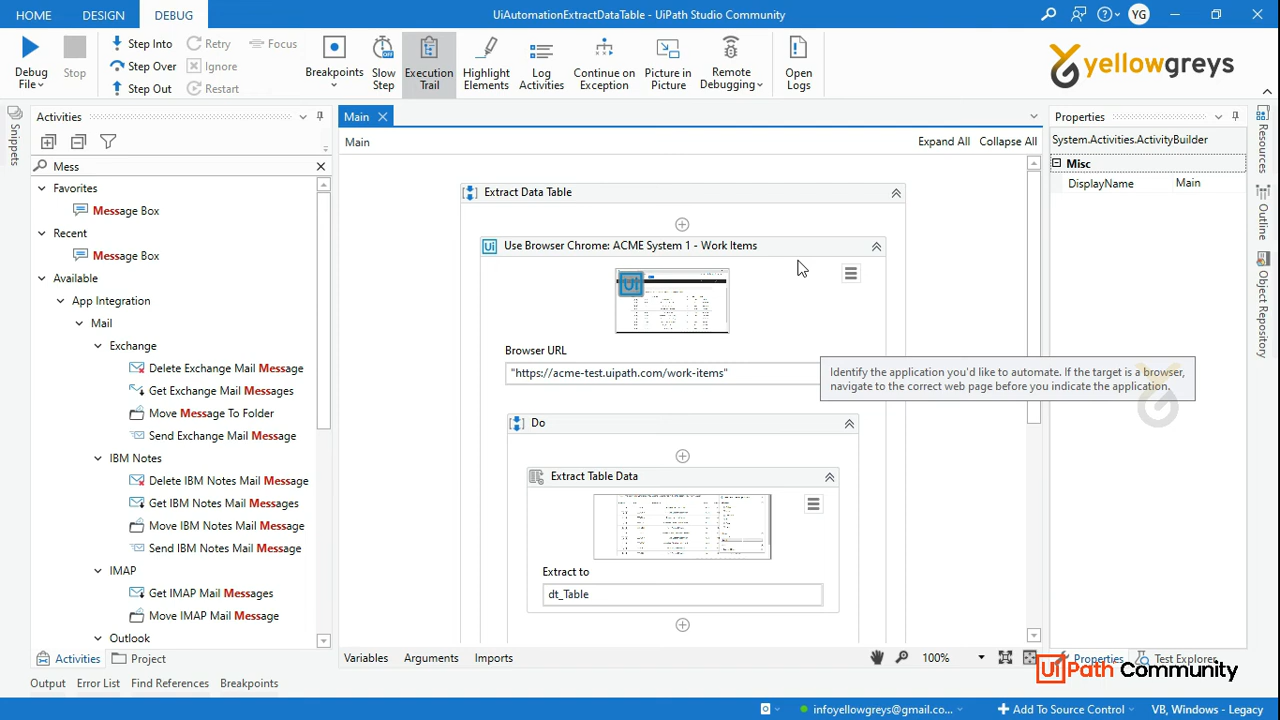 HOME
DESIGN
DEBUG
UiAutomationExtractDataTable - UiPath Studio Community
YG
Debug File
Stop
Step Into
Step Over
Step Out
Retry
Ignore
Restart
Focus
Breakpoints
Slow Step
Execution Trail
Highlight Elements
Log Activities
Continue on Exception
Picture in Picture
Remote Debugging
Open Logs
yellowgreys
Snippets
Activities
Mess
Favorites
Message Box
Recent
Message Box
Available
App Integration
Mail
Exchange
Delete Exchange Mail Message
Get Exchange Mail Messages
Move Message To Folder
Send Exchange Mail Message
IBM Notes
Delete IBM Notes Mail Message
Get IBM Notes Mail Messages
Move IBM Notes Mail Message
Send IBM Notes Mail Message
IMAP
Get IMAP Mail Messages
Move IMAP Mail Message
Outlook
Activities
Project
Main
Main
Expand All
Collapse All
Extract Data Table
Ui
Use Browser Chrome: ACME System 1 - Work Items
Ui
Browser URL
"https://acme-test.uipath.com/work-items"
Identify the application you'd like to automate. If the target is a browser,
navigate to the correct web page before you indicate the application.
Do
Extract Table Data
Extract to
dt_Table
Variables
Arguments
Imports
100%
Properties
System.Activities.ActivityBuilder
Misc
DisplayName
Main
Resources
Outline
Object Repository
Properties
Test Explorer
UiPath Community
Output
Error List
Find References
Breakpoints
infoyellowgreys@gmail.co...
Add To Source Control
VB, Windows - Legacy